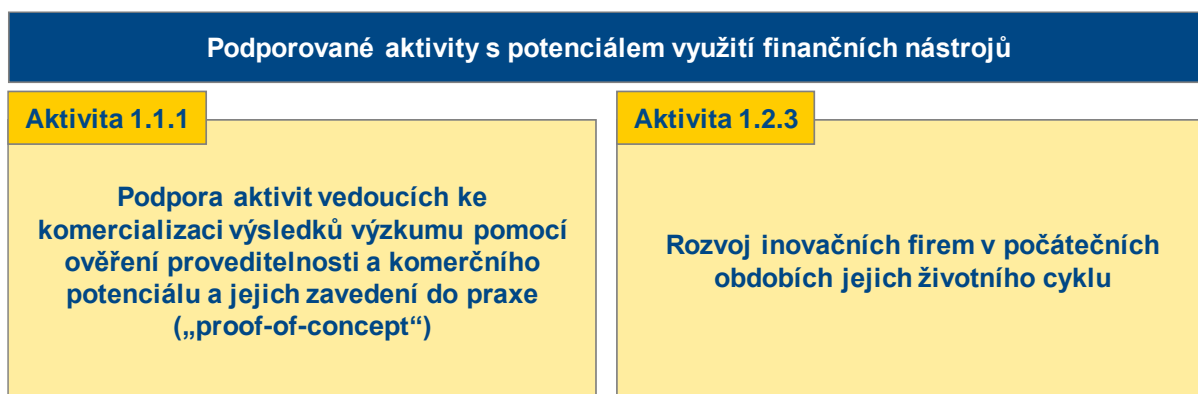 Podporované aktivity s potenciálem využití finančních nástrojů
Aktivita 1.1.1
Podpora aktivit vedoucích ke
komercializaci výsledků výzkumu pomocí
ověření proveditelnosti a komerčního
potenciálu a jejich zavedení do praxe
(„proof-of-concept“)
Aktivita 1.2.3
Rozvoj inovačních firem v počátečních
obdobích jejich životního cyklu